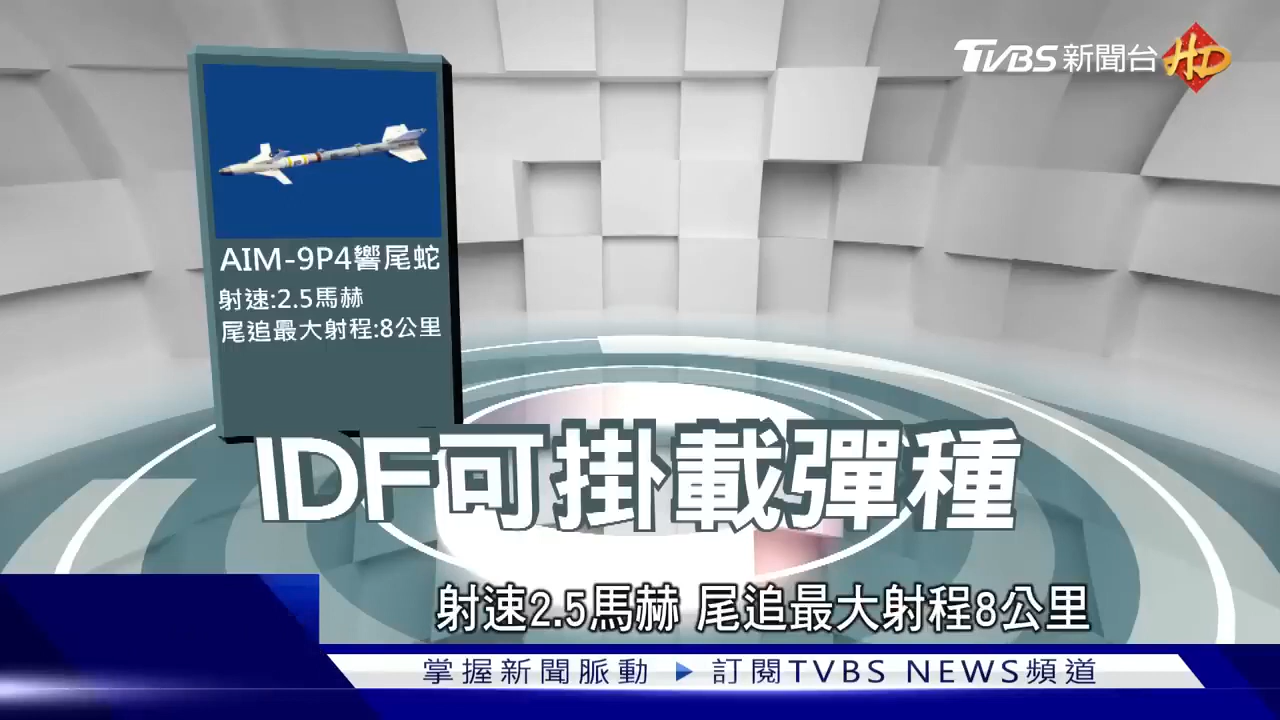 TVBS新聞台HD
AIM-9P4響尾蛇
射速:2.5馬赫
尾追最大射程:8公里
IDF可掛載彈種
射速2.5馬赫 尾追最大射程8公里
掌握新聞脈動 ▶ 訂閱TVBS NEWS頻道